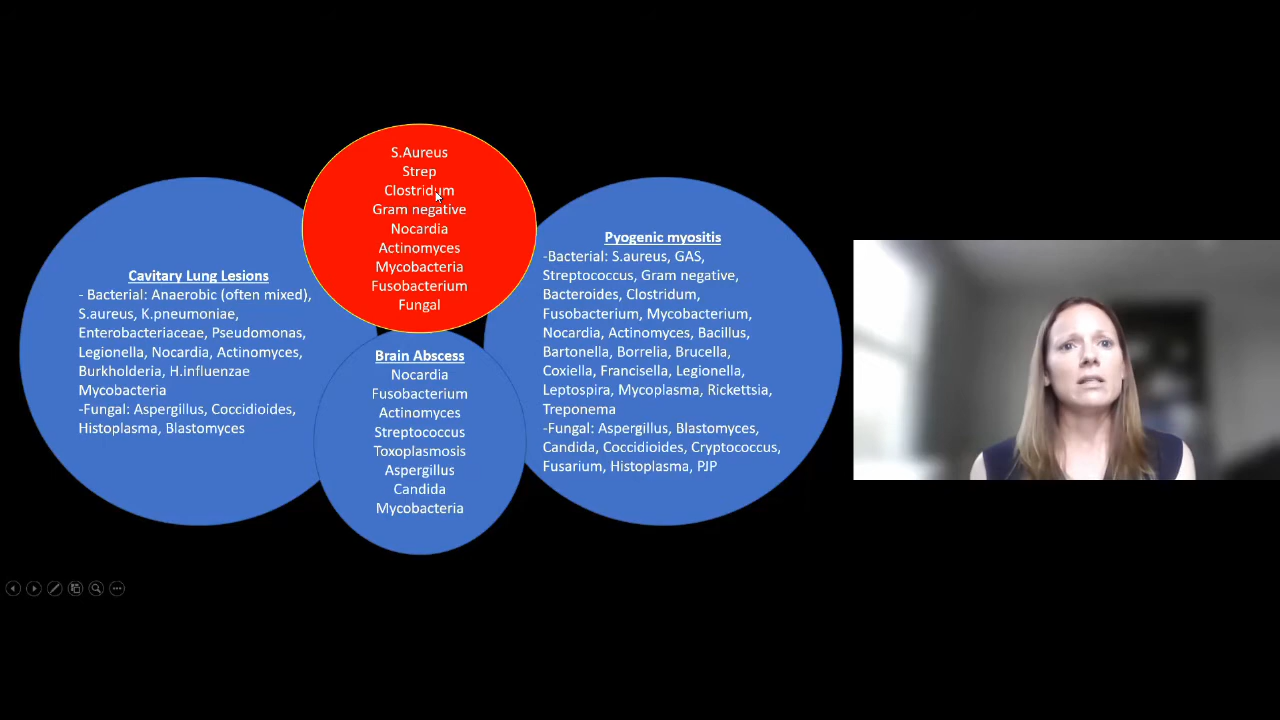 S.Aureus
Strep
Clostridum
Gram negative
Nocardia
Actinomyces
Mycobacteria
Fusobacterium
Fungal
Cavitary Lung Lesions
- Bacterial: Anaerobic (often mixed),
S.aureus, K.pneumoniae,
Enterobacteriaceae, Pseudomonas,
Legionella, Nocardia, Actinomyces,
Burkholderia, H.influenzae
Mycobacteria
-Fungal: Aspergillus, Coccidioides,
Histoplasma, Blastomyces
Brain Abscess
Nocardia
Fusobacterium
Actinomyces
Streptococcus
Toxoplasmosis
Aspergillus
Candida
Mycobacteria
Pyogenic myositis
-Bacterial: S.aureus, GAS,
Streptococcus, Gram negative,
Bacteroides, Clostridum,
Fusobacterium, Mycobacterium,
Nocardia, Actinomyces, Bacillus,
Bartonella, Borrelia, Brucella,
Coxiella, Francisella, Legionella,
Leptospira, Mycoplasma, Rickettsia,
Treponema
-Fungal: Aspergillus, Blastomyces,
Candida, Coccidioides, Cryptococcus,
Fusarium, Histoplasma, PJP